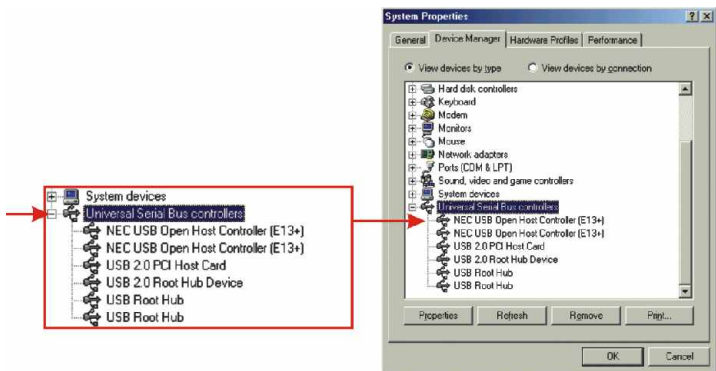 System Properties
General Device Manager Hardware Profiles Performance
View devices by type View devices by connection
Hard disk controllers
Keyboard
Modem
Monitors
Mouse
Network adapters
Ports (COM & LPT)
Sound, video and game controllers
System devices
Universal Serial Bus controllers
NEC USB Open Host Controller (E13+)
NEC USB Open Host Controller (E13+)
USB 2.0 PCI Host Card
USB 2.0 Root Hub Device
USB Root Hub
USB Root Hub
Properties Refresh Remove Print...
OK Cancel
System devices
Universal Serial Bus controllers
NEC USB Open Host Controller (E13+)
NEC USB Open Host Controller (E13+)
USB 2.0 PCI Host Card
USB 2.0 Root Hub Device
USB Root Hub
USB Root Hub